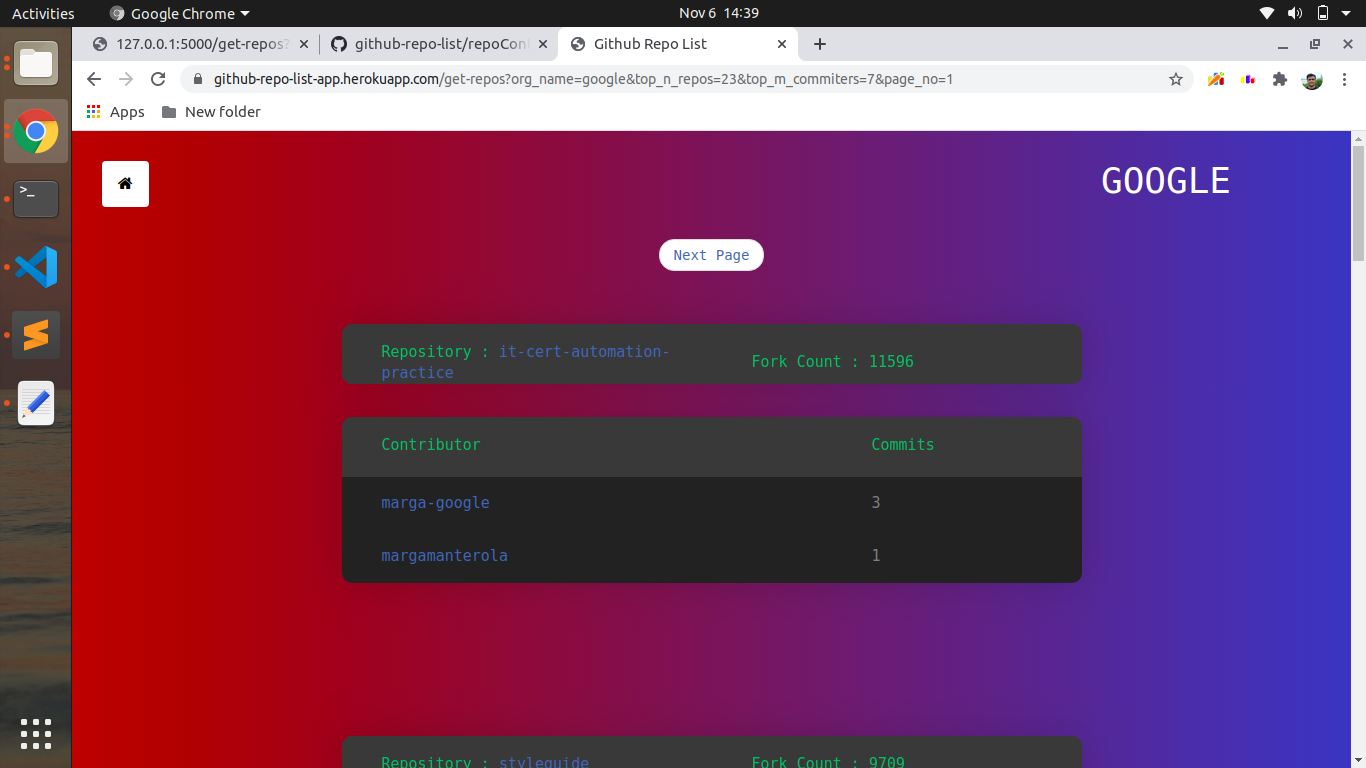 Activities Google Chrome Nov 6 14:39
127.0.0.1:5000/get-repos? github-repo-list/repoCon Github Repo List
github-repo-list-app.herokuapp.com/get-repos?org_name=google&top_n_repos=23&top_m_commiters=7&page_no=1
Apps New folder
>_
GOOGLE
Next Page
Repository : it-cert-automation-
practice
Fork Count : 11596
Contributor Commits
marga-google 3
margamanterola 1
Repository : styleguide Fork Count : 9709